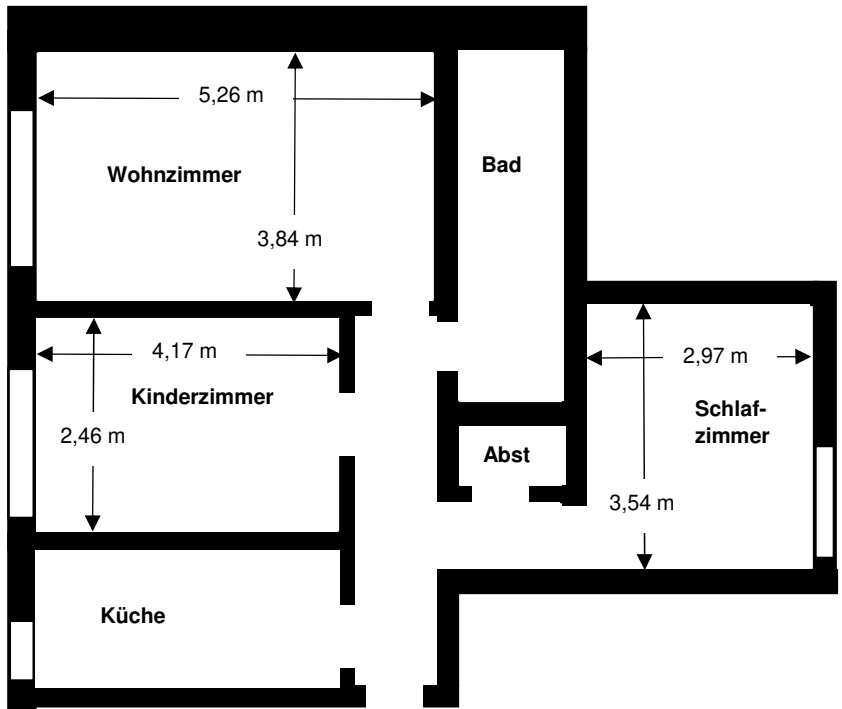 5,26 m
Wohnzimmer
Bad
3,84 m
4,17 m
2,97 m
Kinderzimmer
Schlaf-
zimmer
2,46 m
Abst
3,54 m
Küche